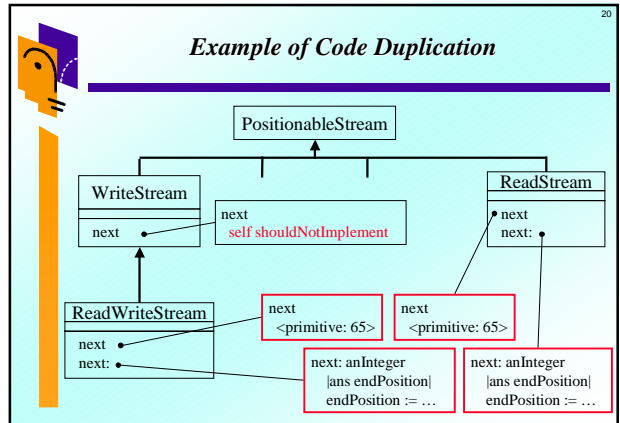 20
Example of Code Duplication
PositionableStream
WriteStream
next
next
self shouldNotImplement
ReadStream
next
next:
ReadWriteStream
next
next:
next
<primitive: 65>
next
<primitive: 65>
next: anInteger
|ans endPosition|
endPosition := …
next: anInteger
|ans endPosition|
endPosition := …